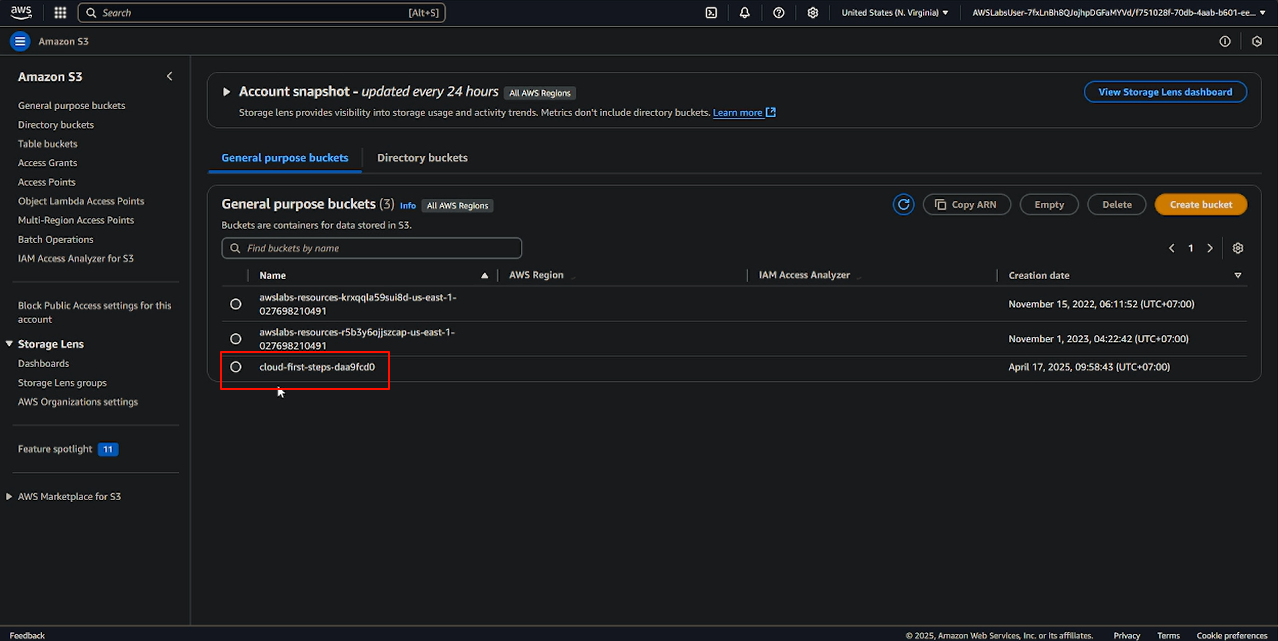 aws
Search [Alt+S]
United States (N. Virginia)
AWSLabsUser-7fxLnBh8QJojhpDGFaMYVd/f751028f-70db-4aab-b601-ee...
Amazon S3
Amazon S3
General purpose buckets
Directory buckets
Table buckets
Access Grants
Access Points
Object Lambda Access Points
Multi-Region Access Points
Batch Operations
IAM Access Analyzer for S3
Block Public Access settings for this
account
Storage Lens
Dashboards
Storage Lens groups
AWS Organizations settings
Feature spotlight 11
AWS Marketplace for S3
Account snapshot - updated every 24 hours All AWS Regions
View Storage Lens dashboard
Storage lens provides visibility into storage usage and activity trends. Metrics don't include directory buckets. Learn more
General purpose buckets Directory buckets
General purpose buckets (3) Info All AWS Regions
Copy ARN Empty Delete Create bucket
Buckets are containers for data stored in S3.
Find buckets by name
1
Name AWS Region IAM Access Analyzer Creation date
awslabs-resources-krxqqla59sui8d-us-east-1-
027698210491
November 15, 2022, 06:11:52 (UTC+07:00)
awslabs-resources-r5b3y6ojjszcap-us-east-1-
027698210491
November 1, 2023, 04:22:42 (UTC+07:00)
cloud-first-steps-daa9fcd0 April 17, 2025, 09:58:43 (UTC+07:00)
Feedback
© 2025, Amazon Web Services, Inc. or its affiliates. Privacy Terms Cookie preferences